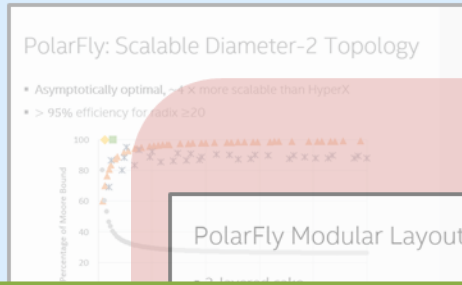 PolarFly: Scalable Diameter-2 Topology
• Asymptotically optimal, ~4 × more scalable than HyperX
• > 95% efficiency for radix ≥20
100
80
60
40
20
Percentage of Moore Bound
PolarFly Modular Layout